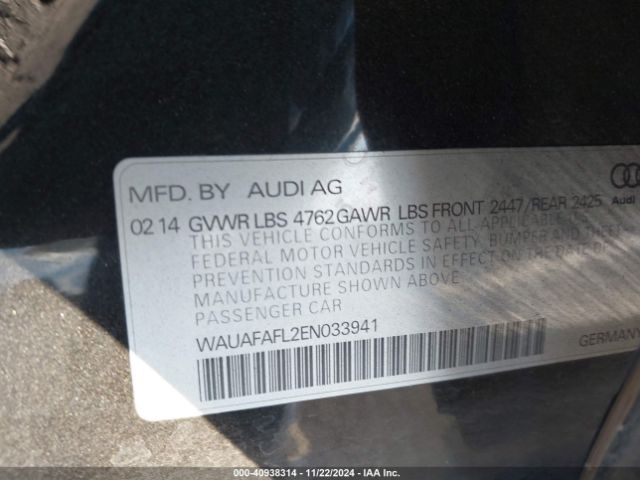 MFD. BY AUDI AG
Audi
02 14 GVWR LBS 4762 GAWR LBS FRONT 2447/REAR 2425
THIS VEHICLE CONFORMS TO ALL APPLICABLE
FEDERAL MOTOR VEHICLE SAFETY, BUMPER AND THEFT
PREVENTION STANDARDS IN EFFECT ON THE DATE OF
MANUFACTURE SHOWN ABOVE.
PASSENGER CAR
WAUAFAFL2EN033941
GERMANY
000-40938314 - 11/22/2024 - IAA Inc.